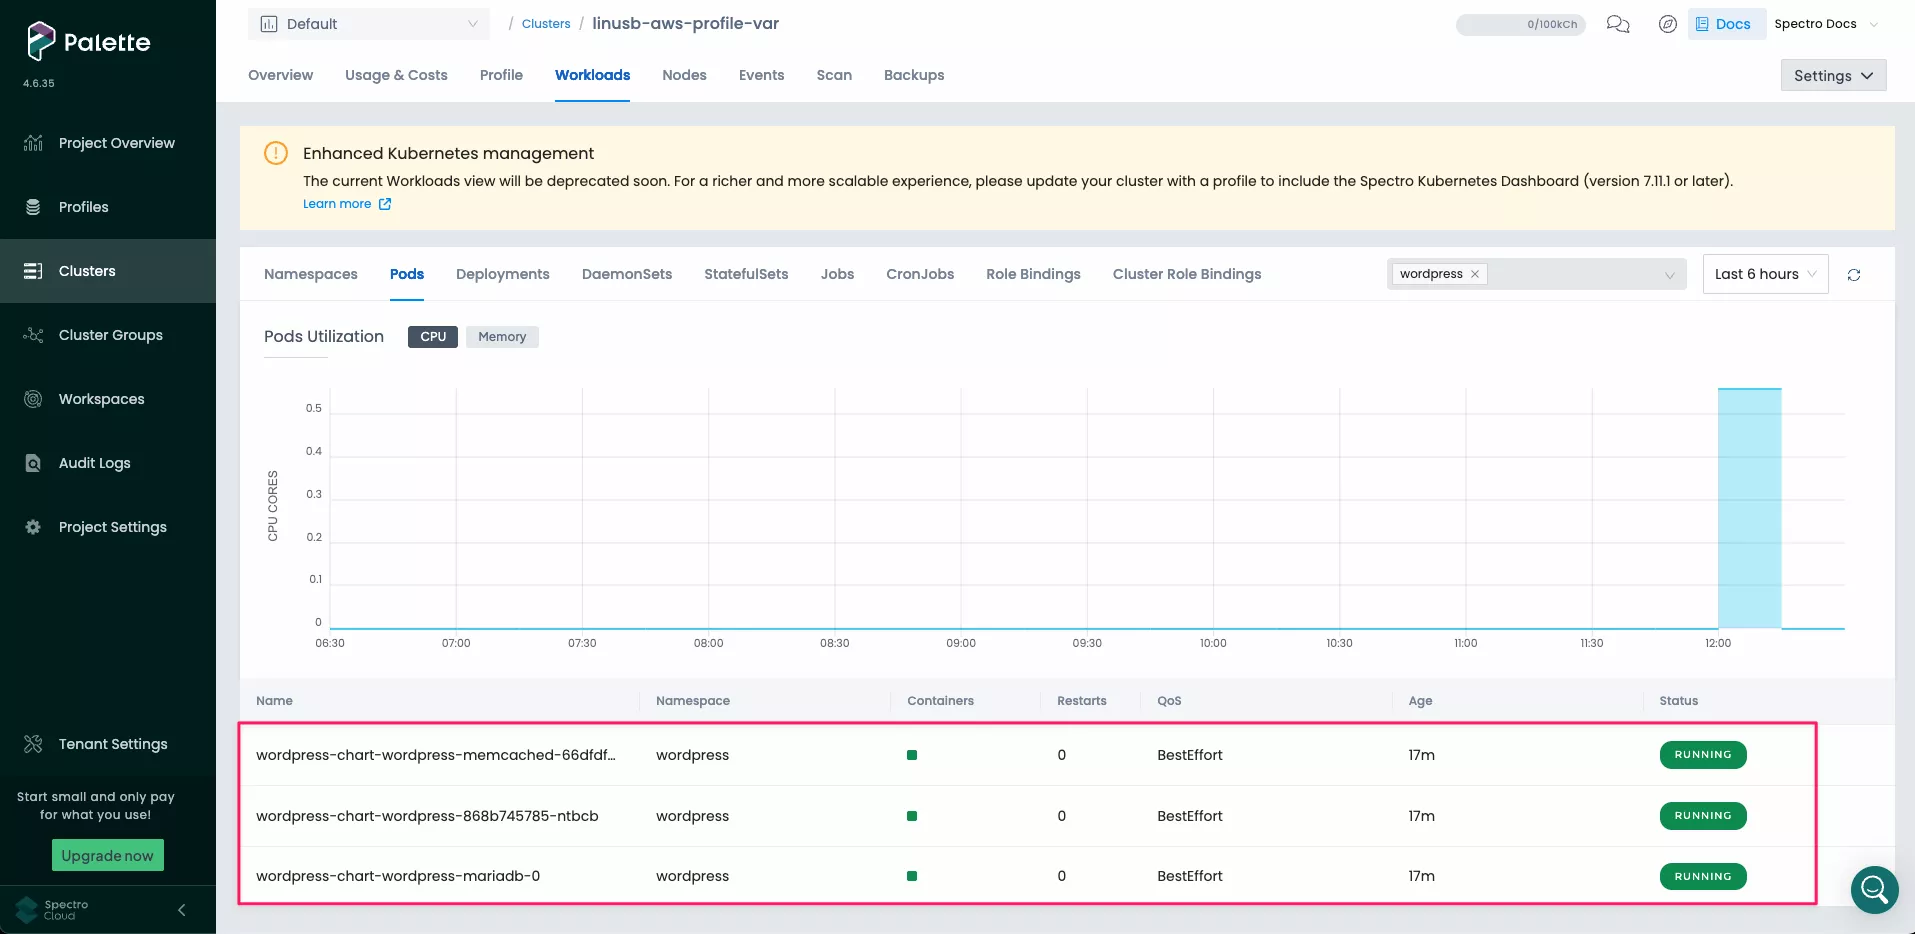 Palette
4.6.35
Project Overview
Profiles
Clusters
Cluster Groups
Workspaces
Audit Logs
Project Settings
Tenant Settings
Start small and only pay
for what you use!
Upgrade now
Spectro
Cloud
Default
/ Clusters / linusb-aws-profile-var
0/100kCh
Docs
Spectro Docs
Overview Usage & Costs Profile Workloads Nodes Events Scan Backups
Settings
Enhanced Kubernetes management
The current Workloads view will be deprecated soon. For a richer and more scalable experience, please update your cluster with a profile to include the Spectro Kubernetes Dashboard (version 7.11.1 or later).
Learn more
Namespaces Pods Deployments DaemonSets StatefulSets Jobs CronJobs Role Bindings Cluster Role Bindings
wordpress
Last 6 hours
Pods Utilization CPU Memory
CPU CORES
0.5
0.4
0.3
0.2
0.1
0
06:30 07:00 07:30 08:00 08:30 09:00 09:30 10:00 10:30 11:00 11:30 12:00
Name Namespace Containers Restarts QoS Age Status
wordpress-chart-wordpress-memcached-66dfdf... wordpress 0 BestEffort 17m RUNNING
wordpress-chart-wordpress-868b745785-ntbcb wordpress 0 BestEffort 17m RUNNING
wordpress-chart-wordpress-mariadb-0 wordpress 0 BestEffort 17m RUNNING